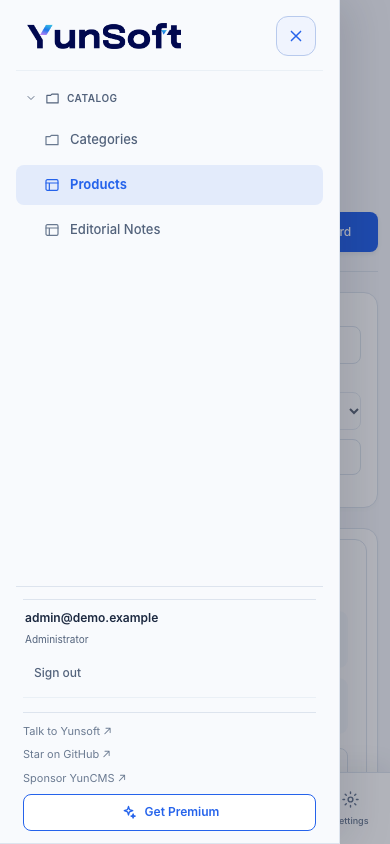 YunSoft
CATALOG
Categories
Products
Editorial Notes
admin@demo.example
Administrator
Sign out
Talk to Yunsoft ↗
Star on GitHub ↗
Sponsor YunCMS ↗
Get Premium